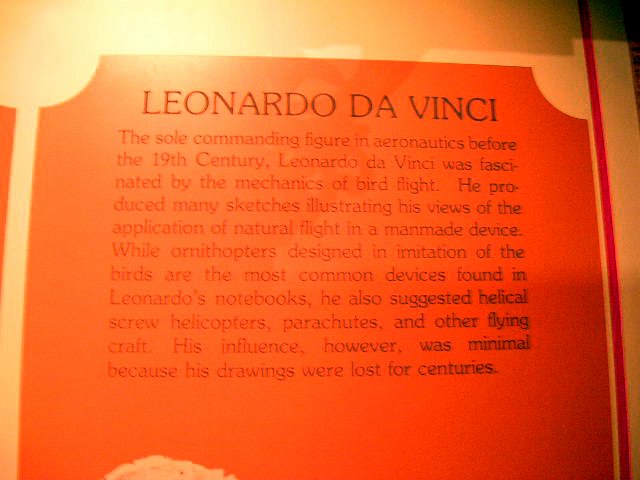 LEONARDO DA VINCI
The sole commanding figure in aeronautics before
the 19th Century, Leonardo da Vinci was fasci-
nated by the mechanics of bird flight. He pro-
duced many sketches illustrating his views of the
application of natural flight in a manmade device.
While ornithopters designed in imitation of the
birds are the most common devices found in
Leonardo's notebooks, he also suggested helical
screw helicopters, parachutes, and other flying
craft. His influence, however, was minimal
because his drawings were lost for centuries.